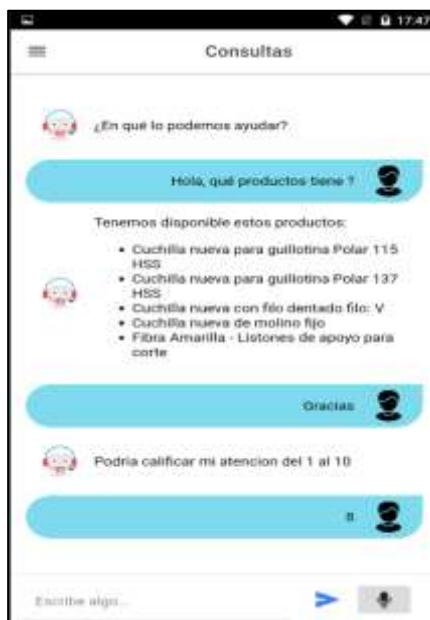 17:47
Consultas
¿En qué lo podemos ayudar?
Hola, qué productos tiene ?
Tenemos disponible estos productos:
• Cuchilla nueva para guillotina Polar 115
HSS
• Cuchilla nueva para guillotina Polar 137
HSS
• Cuchilla nueva con filo dentado filo: V
• Cuchilla nueva de molino fijo
• Fibra Amarilla - Listones de apoyo para
corte
Gracias
Podria calificar mi atencion del 1 al 10
Escribe algo...